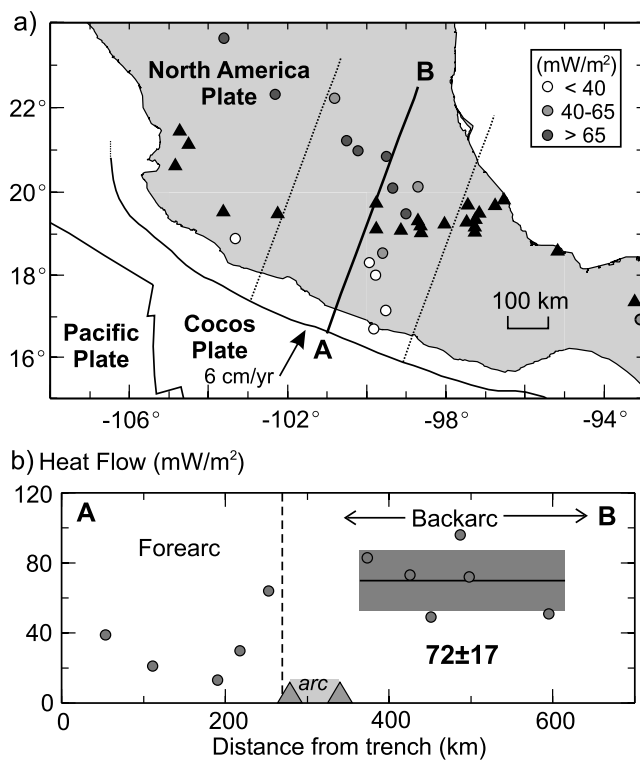 a)
North America
Plate
B
(mW/m²)
< 40
40-65
> 65
22°
20°
18°
16°
100 km
Pacific
Plate
Cocos
Plate
A
6 cm/yr
-106° -102° -98° -94°
b) Heat Flow (mW/m²)
120
A
Backarc
B
Forearc
80
40
72±17
arc
0
0 200 400 600
Distance from trench (km)